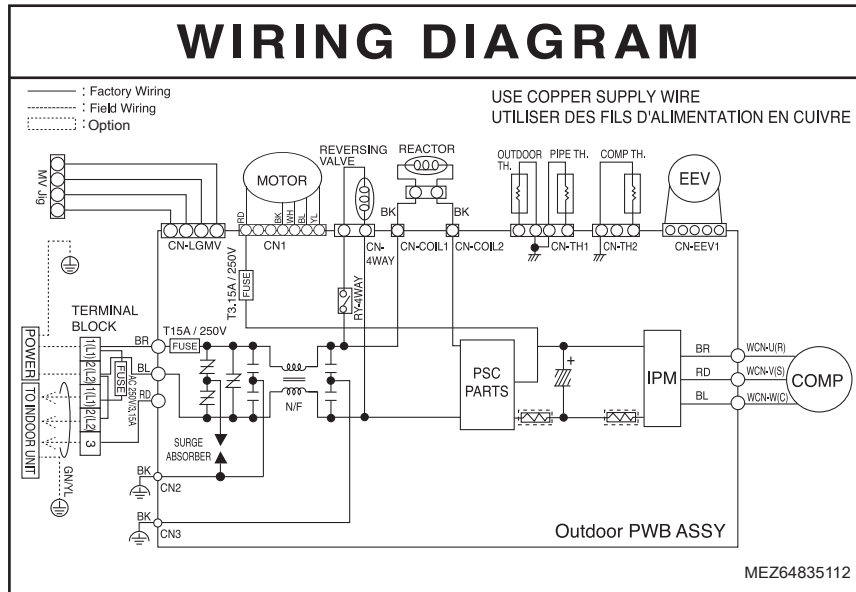 WIRING DIAGRAM
: Factory Wiring
: Field Wiring
: Option
USE COPPER SUPPLY WIRE
UTILISER DES FILS D'ALIMENTATION EN CUIVRE
MV Jig
MOTOR
REVERSING
VALVE
REACTOR
OUTDOOR
TH.
PIPE TH.
COMP TH.
EEV
RD
BK
WH
BL
YL
BK
BK
CN-LGMV
CN1
CN-
4WAY
CN-COIL1
CN-COIL2
CN-TH1
CN-TH2
CN-EEV1
T3.15A / 250V
FUSE
RY-4WAY
TERMINAL
BLOCK
POWER
TO INDOOR UNIT
1(L1)
2(L2)
1(L1)
2(L2)
3
FUSE
AC 250V/3.15A
BR
BL
RD
T15A / 250V
FUSE
N/F
SURGE
ABSORBER
PSC
PARTS
+
IPM
BR
RD
BL
WCN-U(R)
WCN-V(S)
WCN-W(C)
COMP
GN/YL
BK
CN2
BK
CN3
Outdoor PWB ASSY
MEZ64835112